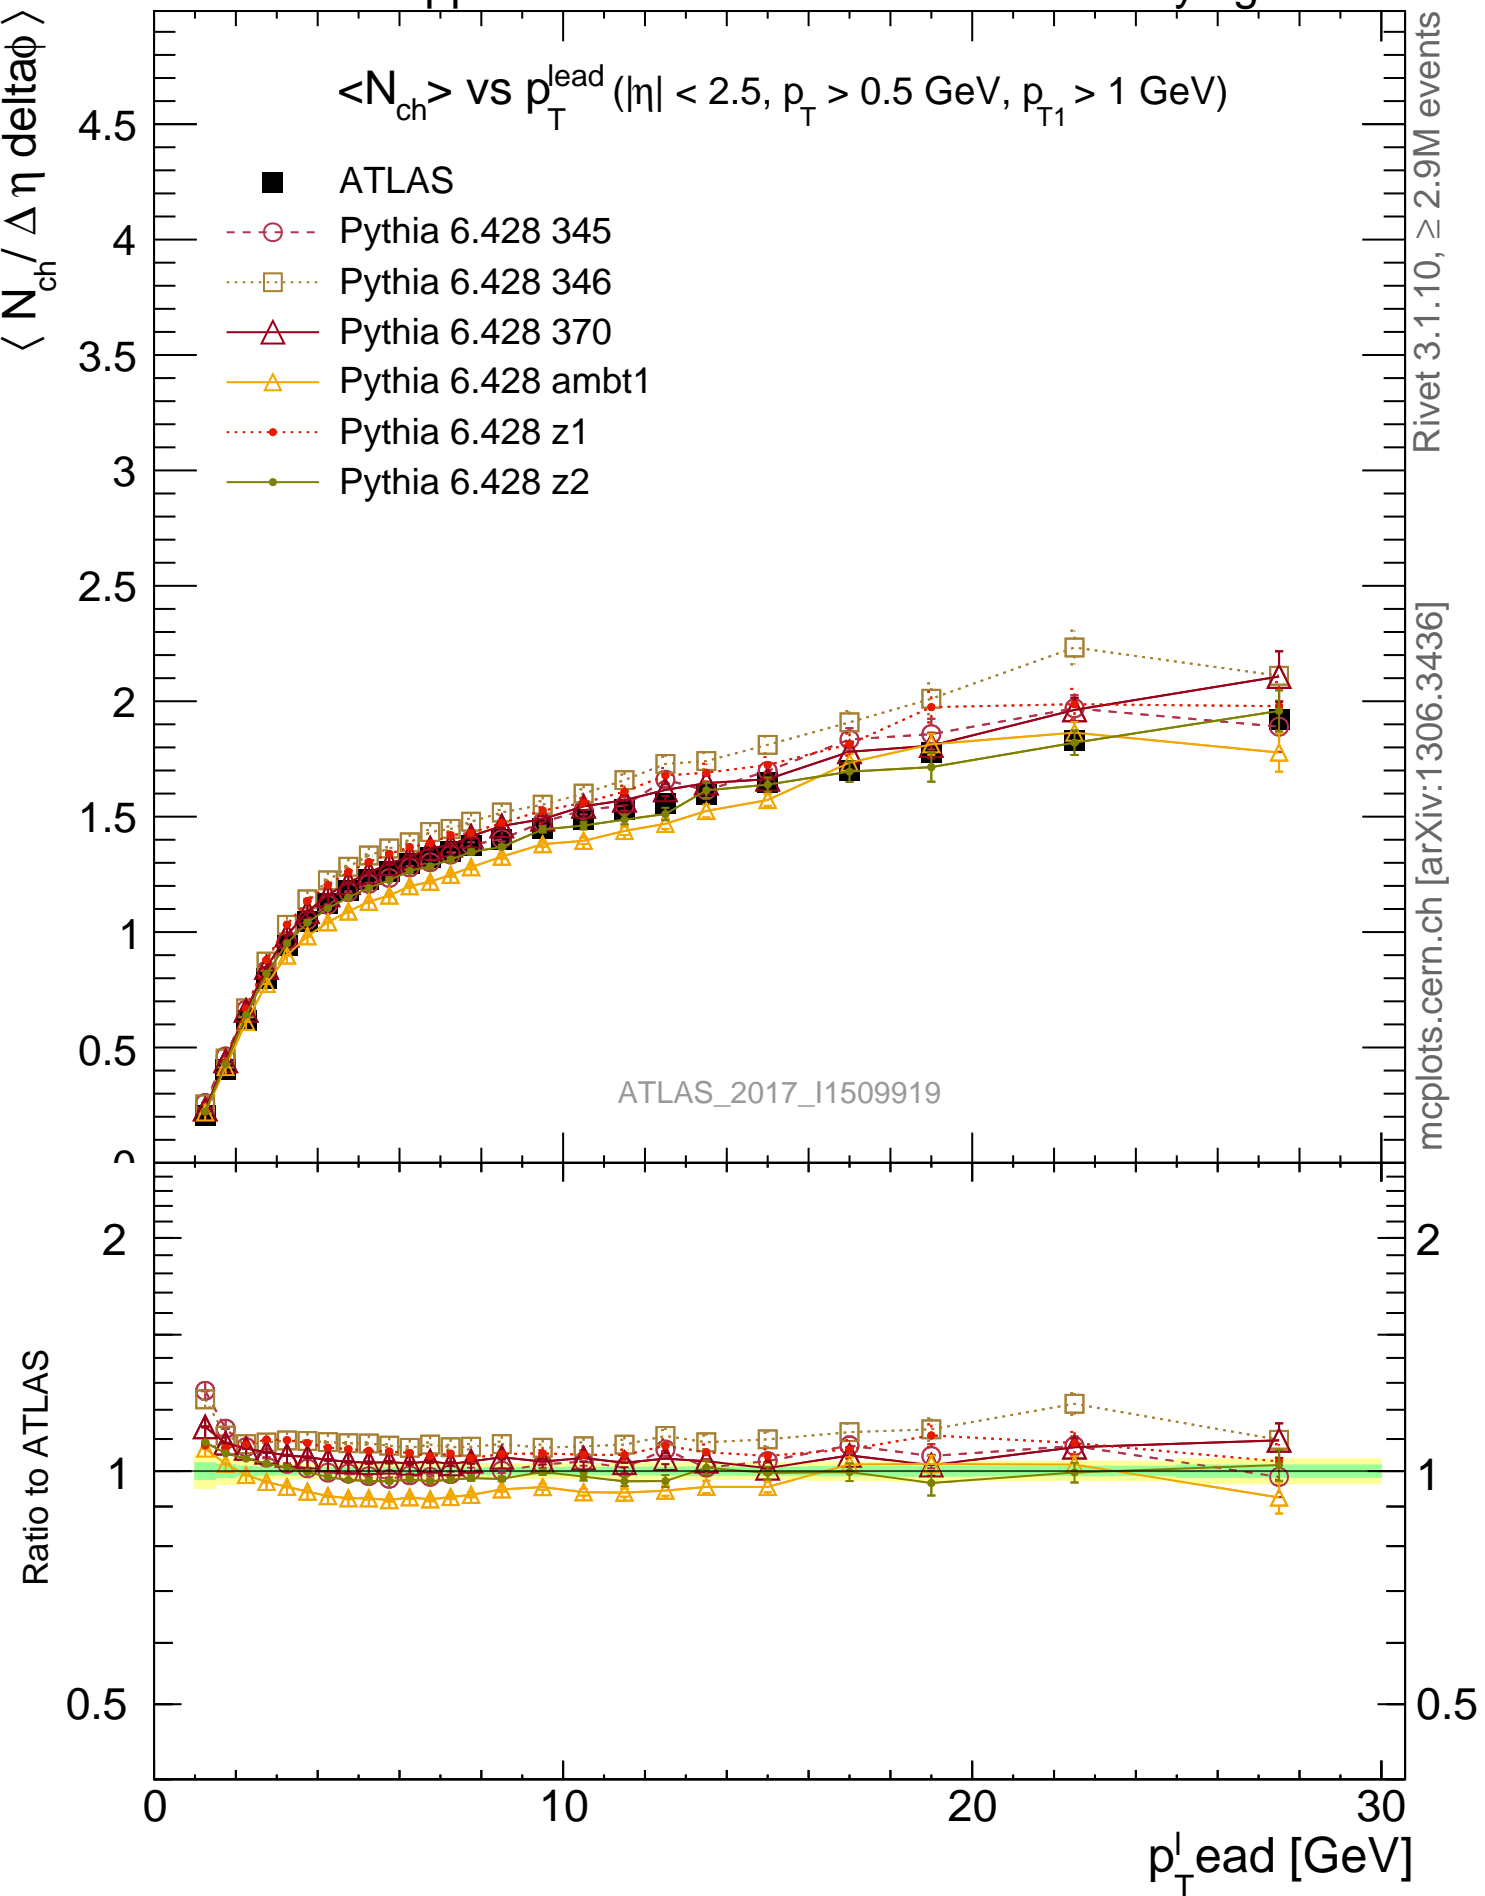 <N_ch> vs p_T^lead (|η| < 2.5, p_T > 0.5 GeV, p_T1 > 1 GeV)
⟨ N_ch / Δ η deltaφ ⟩
ATLAS
Pythia 6.428 345
Pythia 6.428 346
Pythia 6.428 370
Pythia 6.428 ambt1
Pythia 6.428 z1
Pythia 6.428 z2
4.5
4
3.5
3
2.5
2
1.5
1
0.5
0
ATLAS_2017_I1509919
Rivet 3.1.10, ≥ 2.9M events
mcplots.cern.ch [arXiv:1306.3436]
Ratio to ATLAS
2
1
0.5
2
1
0.5
0
10
20
30
p_T^lead [GeV]